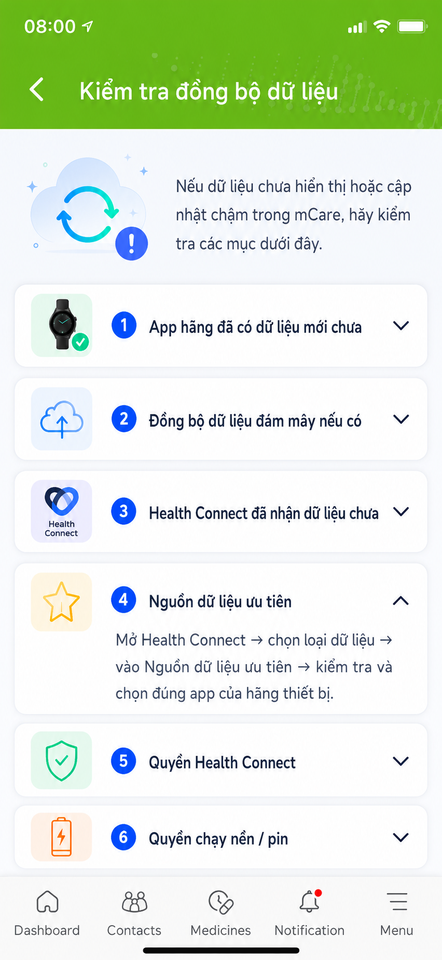 08:00
Kiểm tra đồng bộ dữ liệu
Nếu dữ liệu chưa hiển thị hoặc cập
nhật chậm trong mCare, hãy kiểm
tra các mục dưới đây.
!
1 App hãng đã có dữ liệu mới chưa
2 Đồng bộ dữ liệu đám mây nếu có
Health
Connect
3 Health Connect đã nhận dữ liệu chưa
4 Nguồn dữ liệu ưu tiên
Mở Health Connect → chọn loại dữ liệu →
vào Nguồn dữ liệu ưu tiên → kiểm tra và
chọn đúng app của hãng thiết bị.
5 Quyền Health Connect
6 Quyền chạy nền / pin
Dashboard Contacts Medicines Notification Menu